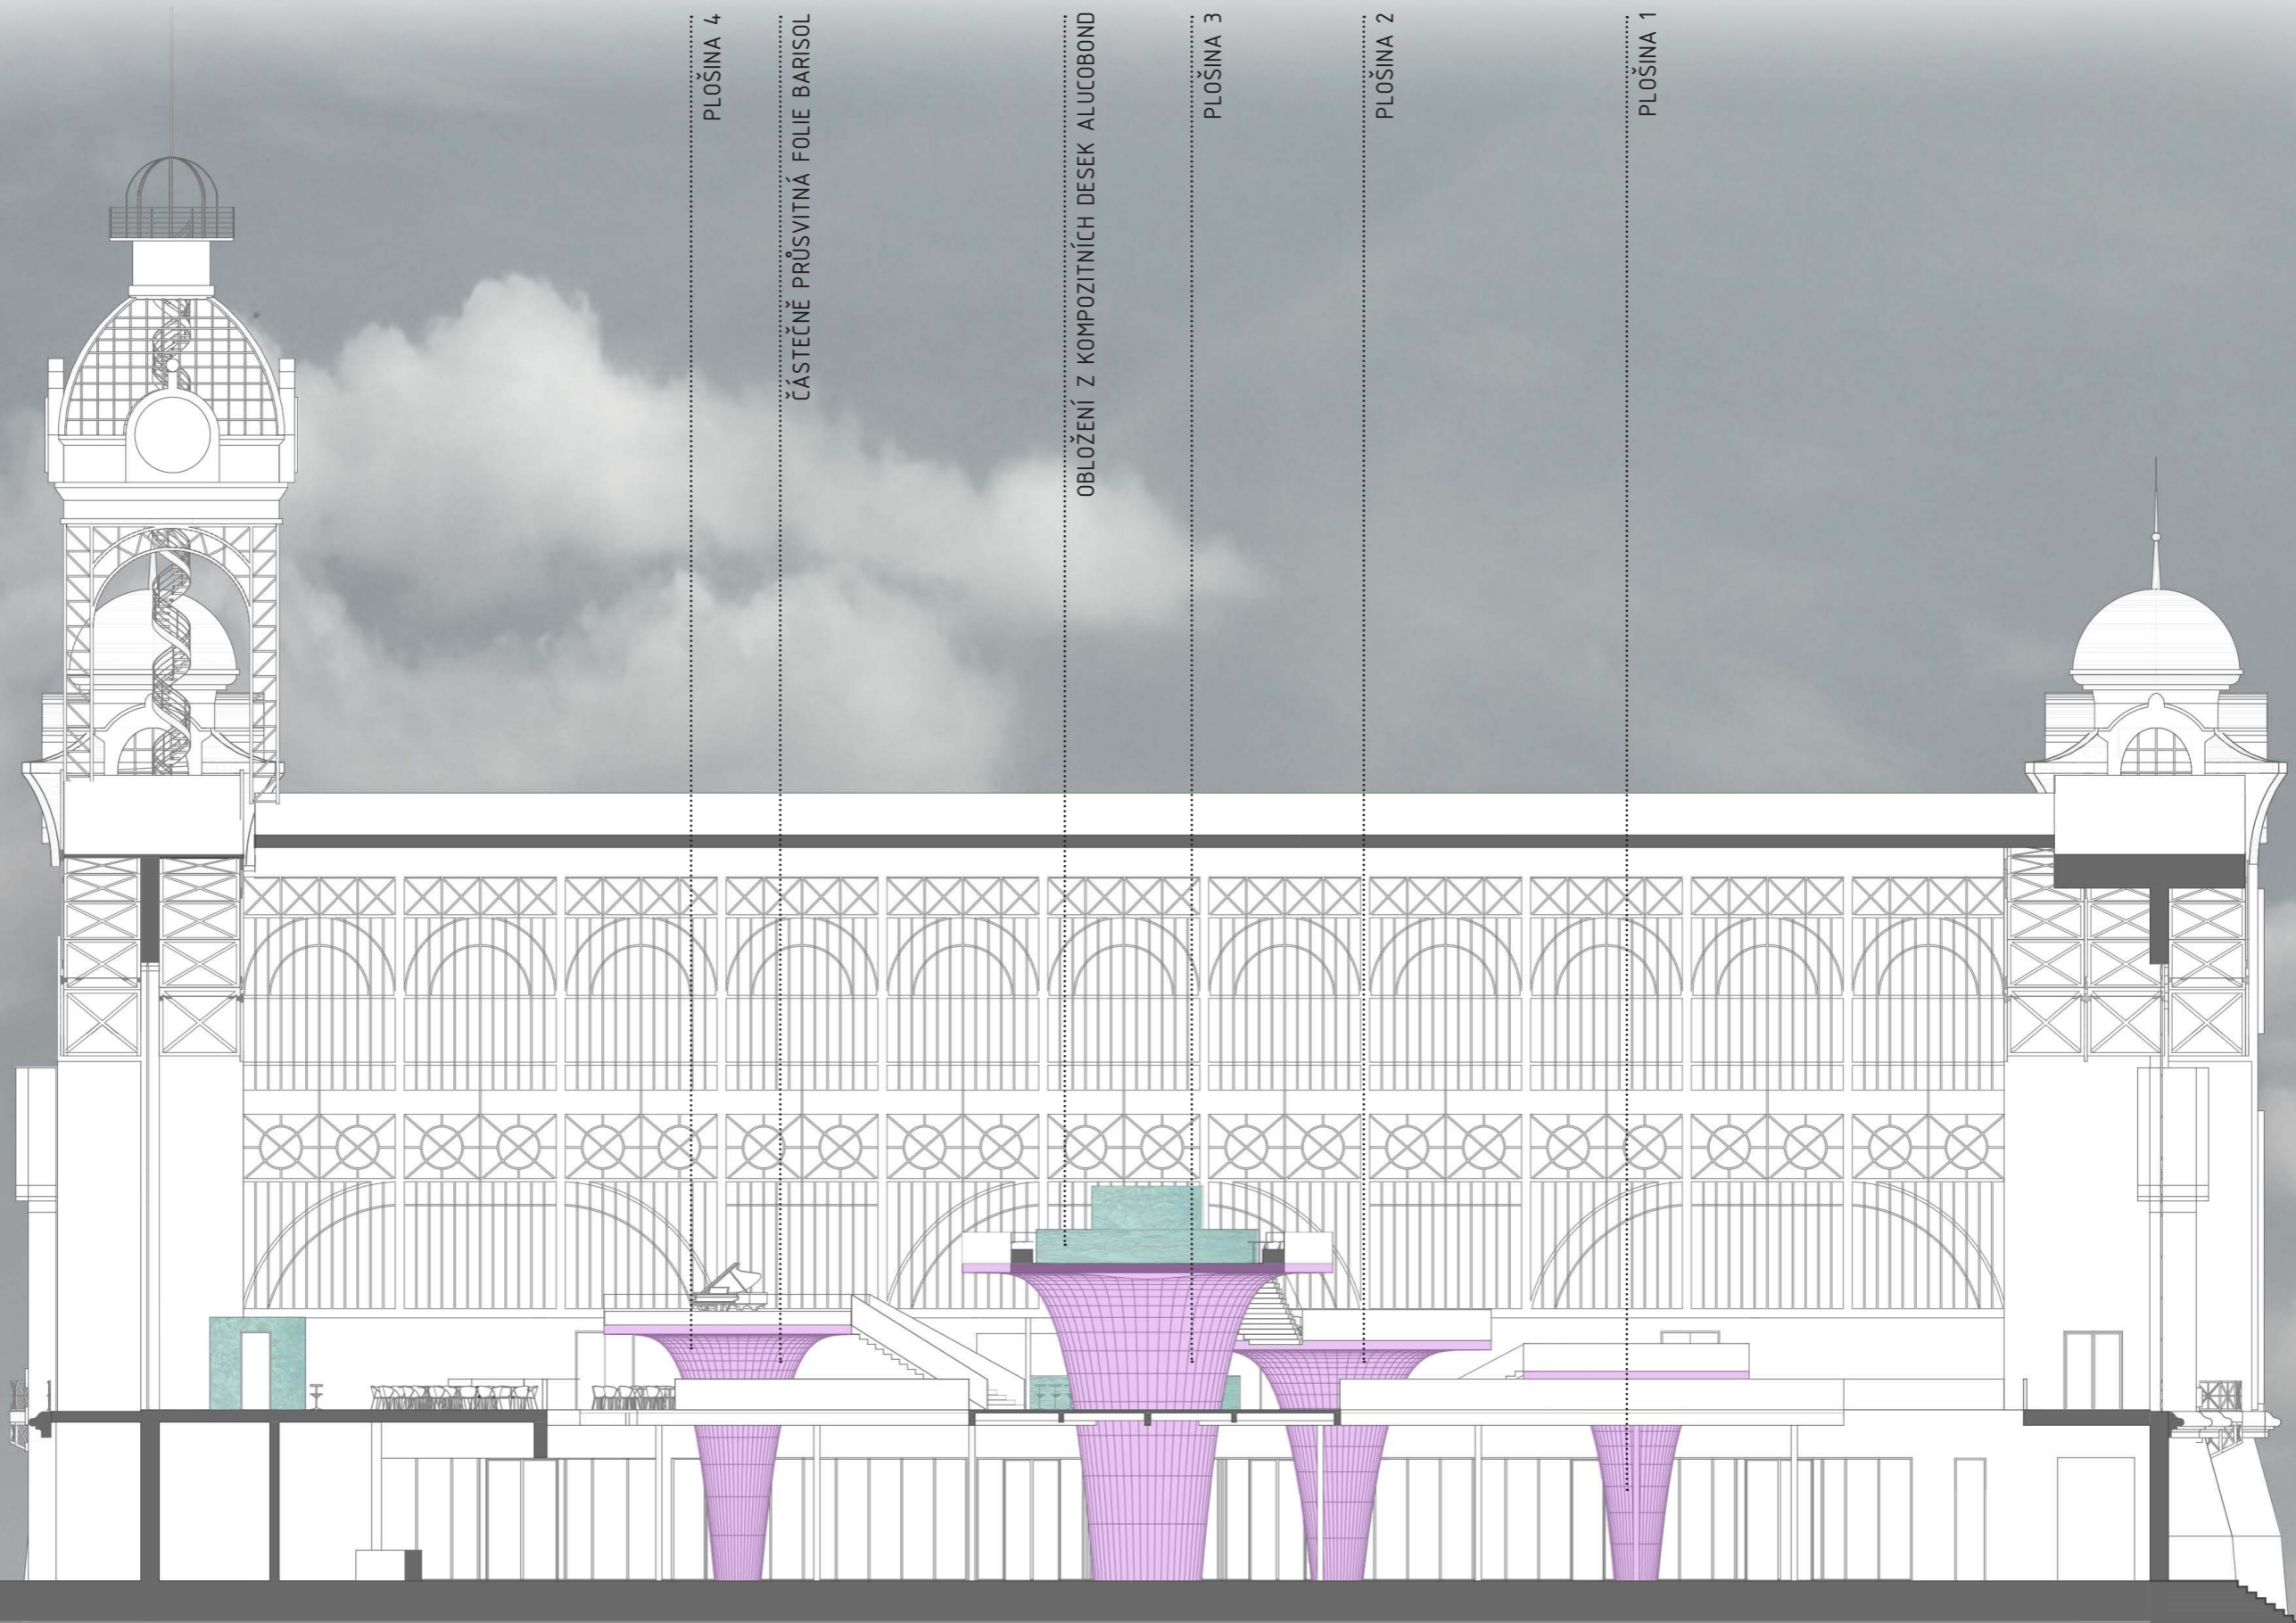 PLOŠINA 4
ČÁSTEČNĚ PRŮSVITNÁ FOLIE BARISOL
OBLOŽENÍ Z KOMPOZITNÍCH DESEK ALUCOBOND
PLOŠINA 3
PLOŠINA 2
PLOŠINA 1